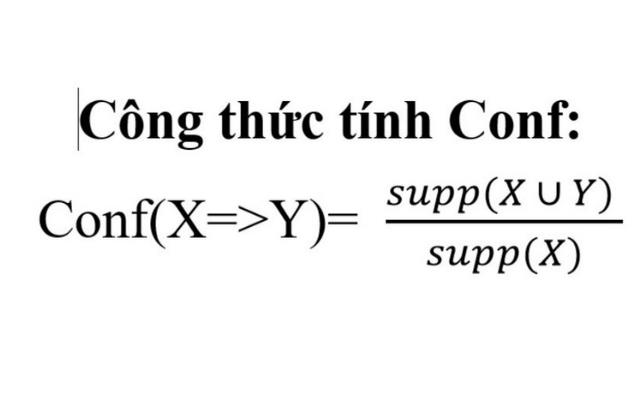 Công thức tính Conf:
Conf(X=>Y)= supp(X ∪ Y) / supp(X)